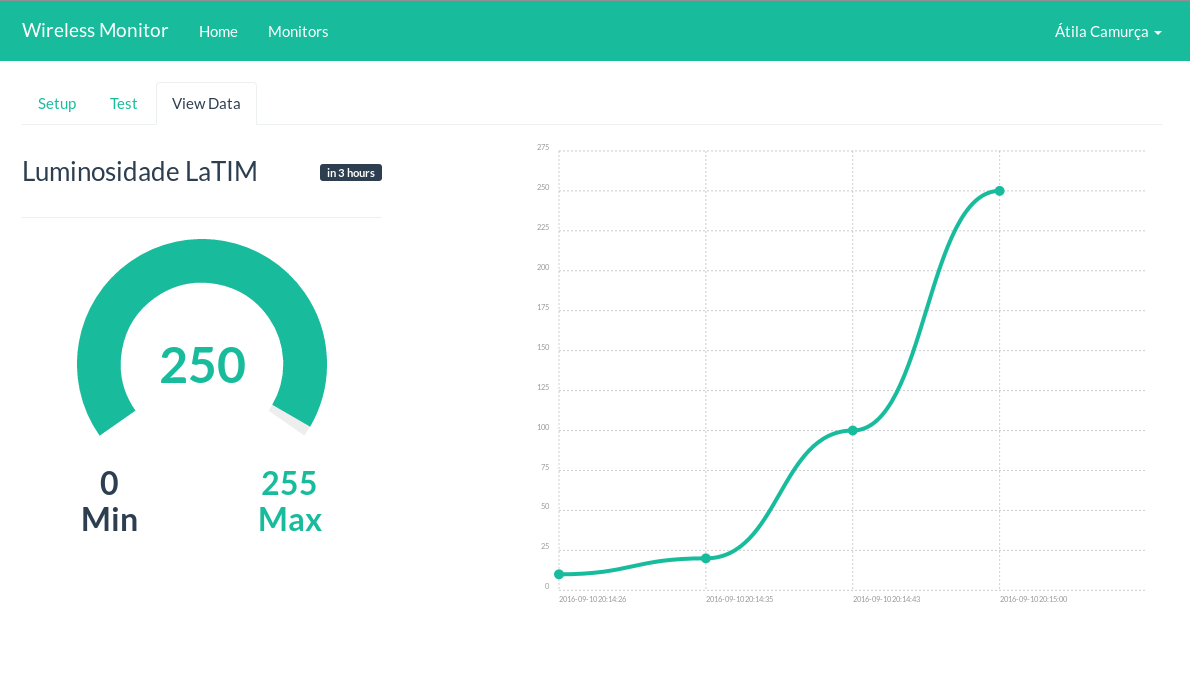 Wireless Monitor Home Monitors Átila Camurça
Setup Test View Data
Luminosidade LaTIM in 3 hours
250
0 255
Min Max
275
250
225
200
175
150
125
100
75
50
25
0
2016-09-10 20:14:26 2016-09-10 20:14:35 2016-09-10 20:14:43 2016-09-10 20:15:00